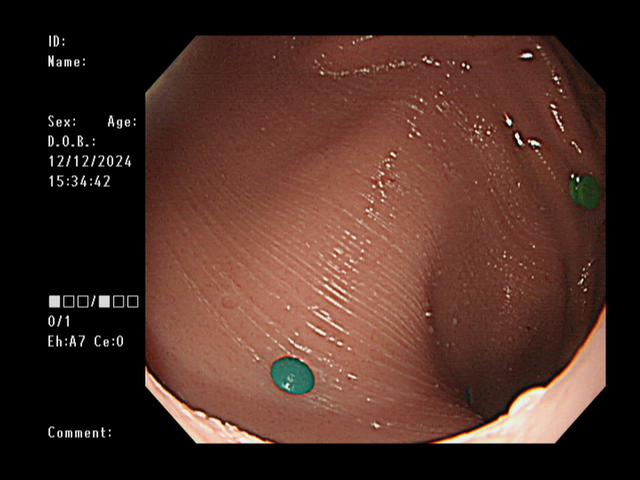 ID:
Name:
Sex: Age:
D.O.B.:
12/12/2024
15:34:42
■□□/■□□
0/1
Eh:A7 Ce:0
Comment: